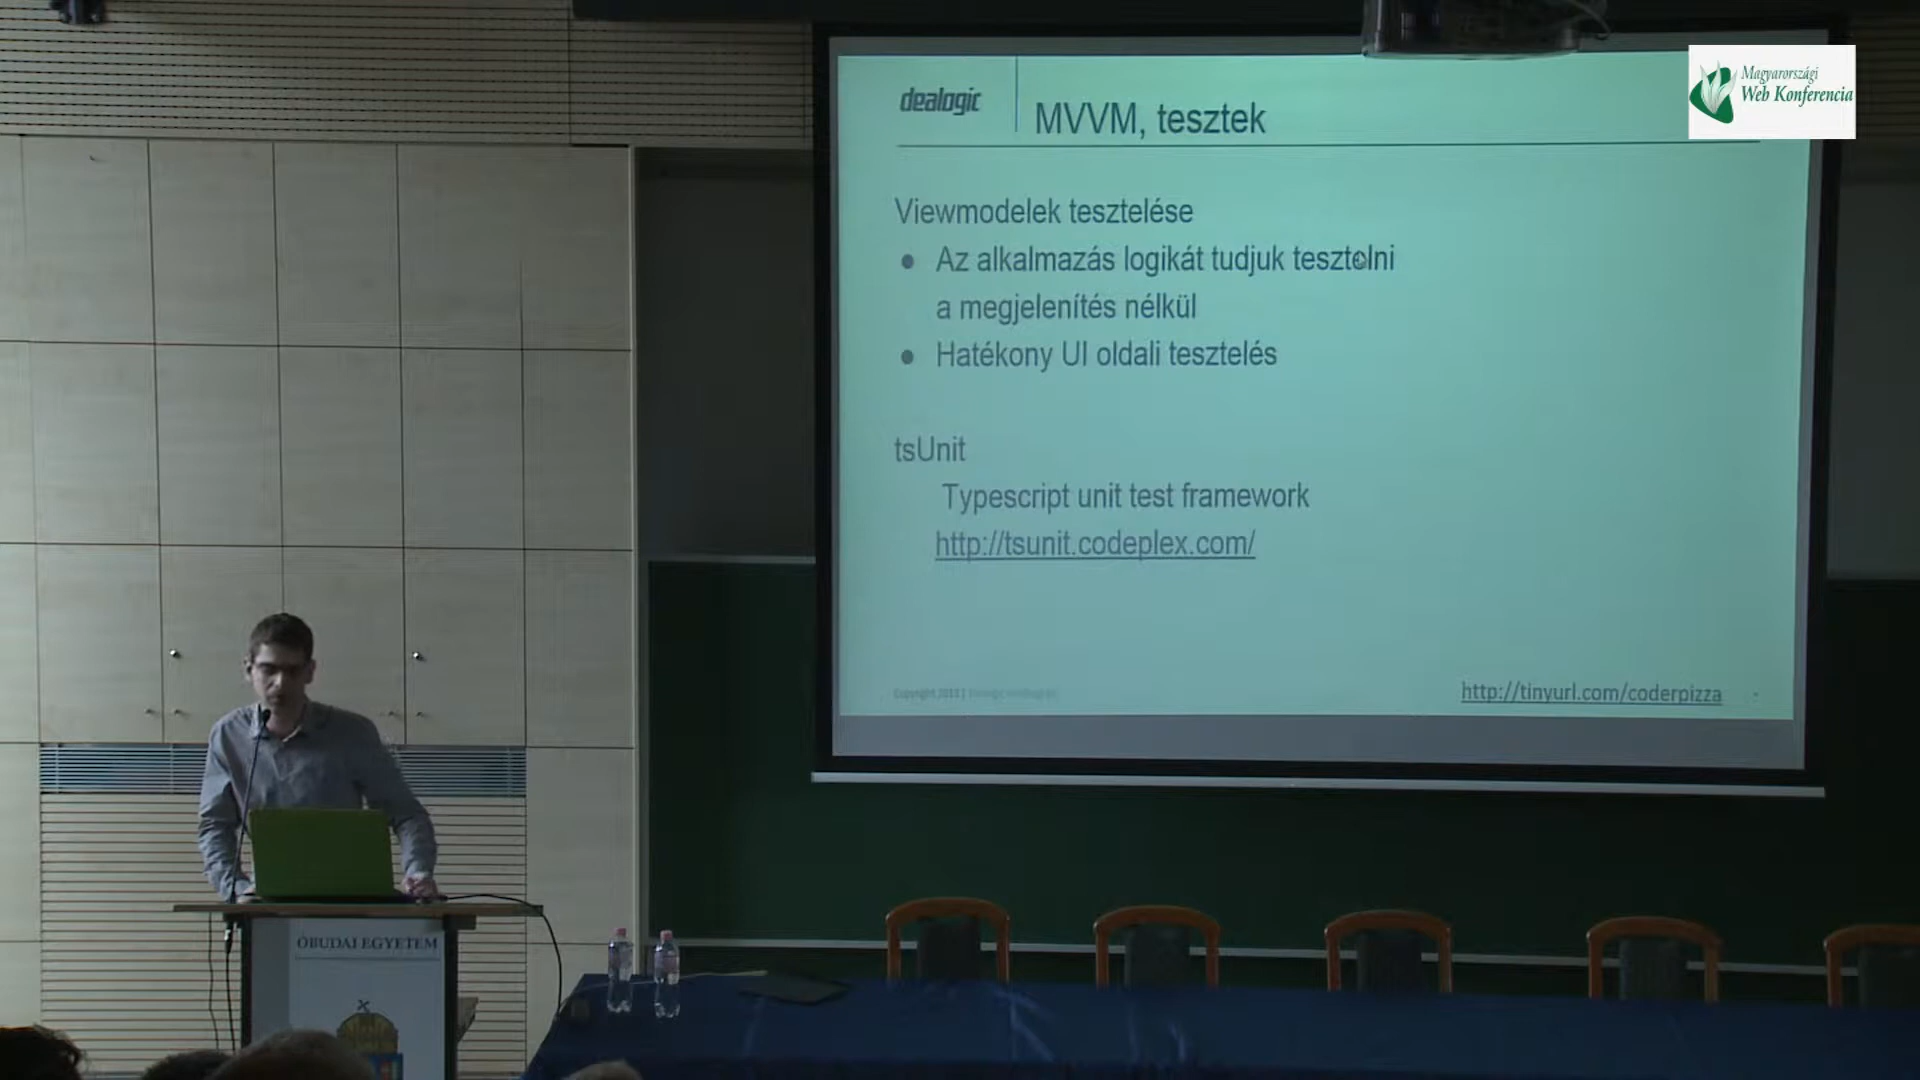 dealogic
MVVM, tesztek
Magyarországi
Web Konferencia
Viewmodelek tesztelése
Az alkalmazás logikát tudjuk tesztelni
a megjelenítés nélkül
Hatékony UI oldali tesztelés
tsUnit
Typescript unit test framework
http://tsunit.codeplex.com/
http://tinyurl.com/coderpizza
ÓBUDAI EGYETEM